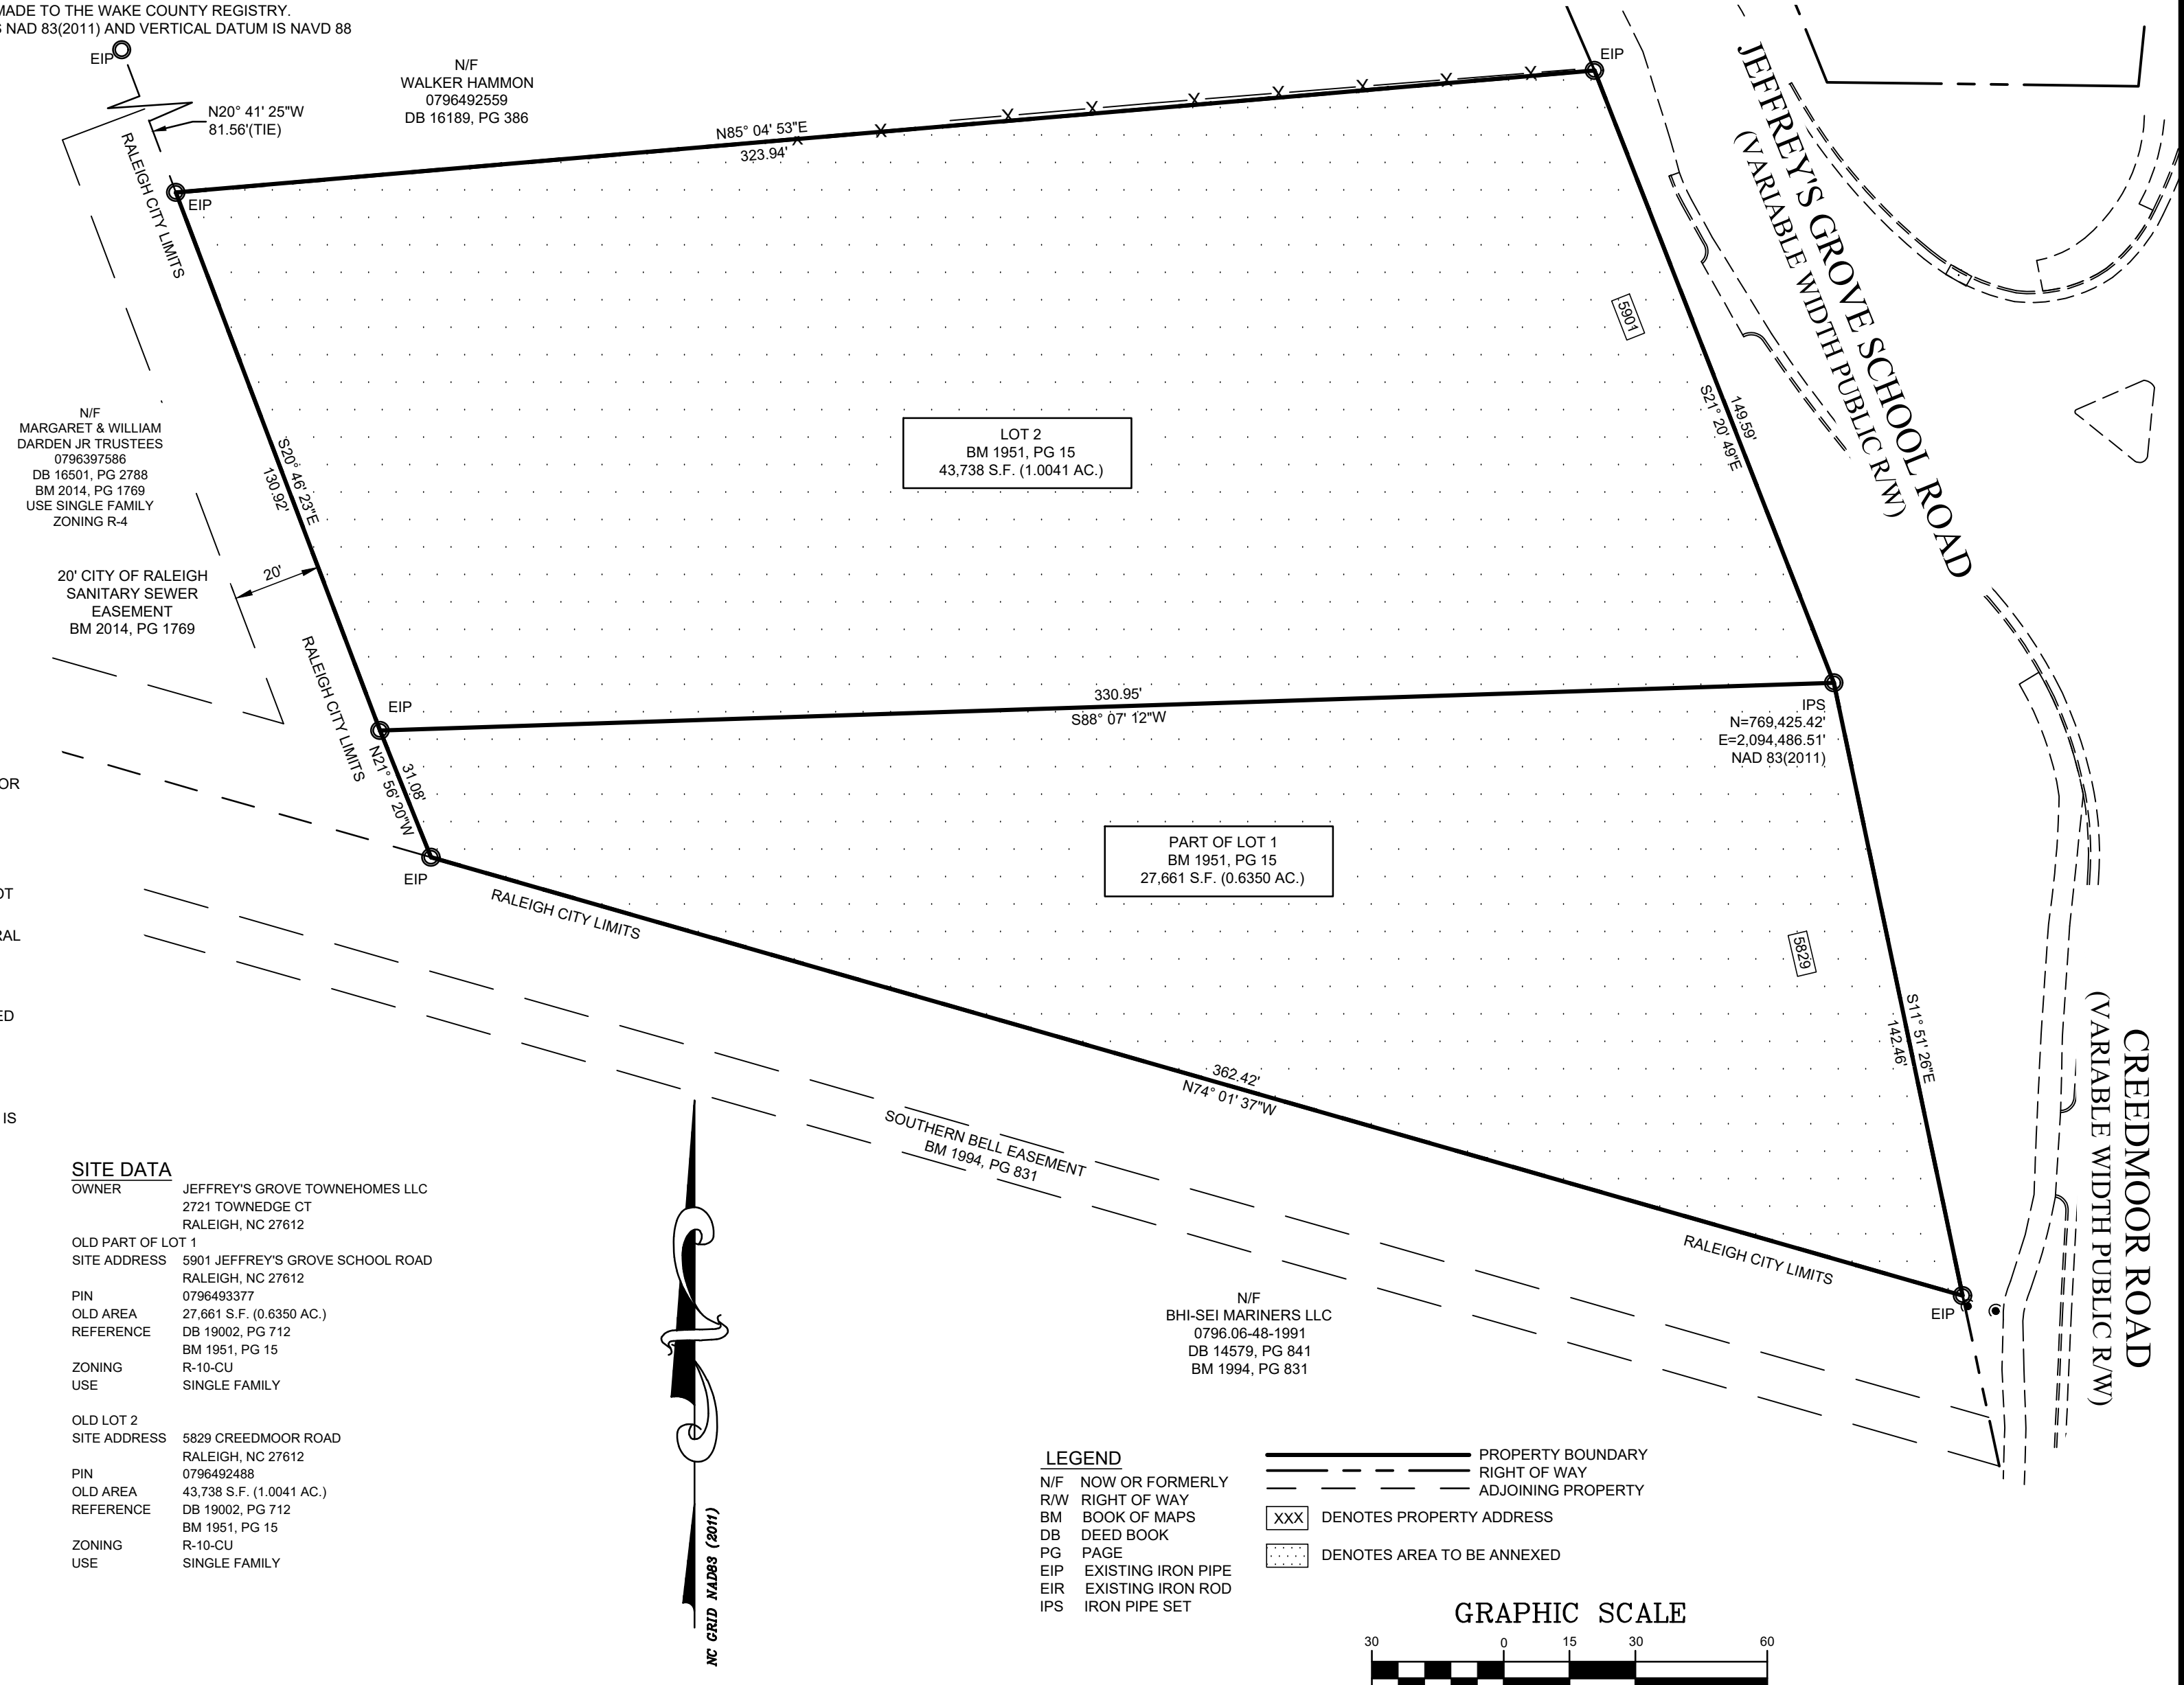 MADE TO THE WAKE COUNTY REGISTRY.
NAD 83(2011) AND VERTICAL DATUM IS NAVD 88
EIP
N20° 41' 25"W
81.56'(TIE)
N/F
WALKER HAMMON
0796492559
DB 16189, PG 386
EIP
RALEIGH CITY LIMITS
EIP
N85° 04' 53"E
323.94'
X X X X X X X X X
JEFFREY'S GROVE SCHOOL ROAD
(VARIABLE WIDTH PUBLIC R/W)
5901
149.59'
S21° 20' 49"E
LOT 2
BM 1951, PG 15
43,738 S.F. (1.0041 AC.)
N/F
MARGARET & WILLIAM
DARDEN JR TRUSTEES
0796397586
DB 16501, PG 2788
BM 2014, PG 1769
USE SINGLE FAMILY
ZONING R-4
S20° 46' 23"E
130.92'
20' CITY OF RALEIGH
SANITARY SEWER
EASEMENT
BM 2014, PG 1769
20'
RALEIGH CITY LIMITS
EIP
330.95'
S88° 07' 12"W
IPS
N=769,425.42'
E=2,094,486.51'
NAD 83(2011)
31.08'
N21° 56' 20"W
EIP
OR
OT
RAL
ED
IS
PART OF LOT 1
BM 1951, PG 15
27,661 S.F. (0.6350 AC.)
RALEIGH CITY LIMITS
5829
S11° 51' 26"E
142.46'
362.42'
N74° 01' 37"W
SOUTHERN BELL EASEMENT
BM 1994, PG 831
RALEIGH CITY LIMITS
EIP
CREEDMOOR ROAD
(VARIABLE WIDTH PUBLIC R/W)
N/F
BHI-SEI MARINERS LLC
0796.06-48-1991
DB 14579, PG 841
BM 1994, PG 831
SITE DATA
OWNER JEFFREY'S GROVE TOWNEHOMES LLC
2721 TOWNEDGE CT
RALEIGH, NC 27612
OLD PART OF LOT 1
SITE ADDRESS 5901 JEFFREY'S GROVE SCHOOL ROAD
RALEIGH, NC 27612
PIN 0796493377
OLD AREA 27,661 S.F. (0.6350 AC.)
REFERENCE DB 19002, PG 712
BM 1951, PG 15
ZONING R-10-CU
USE SINGLE FAMILY
OLD LOT 2
SITE ADDRESS 5829 CREEDMOOR ROAD
RALEIGH, NC 27612
PIN 0796492488
OLD AREA 43,738 S.F. (1.0041 AC.)
REFERENCE DB 19002, PG 712
BM 1951, PG 15
ZONING R-10-CU
USE SINGLE FAMILY
NC GRID NAD83 (2011)
LEGEND
N/F NOW OR FORMERLY
R/W RIGHT OF WAY
BM BOOK OF MAPS
DB DEED BOOK
PG PAGE
EIP EXISTING IRON PIPE
EIR EXISTING IRON ROD
IPS IRON PIPE SET
PROPERTY BOUNDARY
RIGHT OF WAY
ADJOINING PROPERTY
XXX DENOTES PROPERTY ADDRESS
DENOTES AREA TO BE ANNEXED
GRAPHIC SCALE
30 0 15 30 60